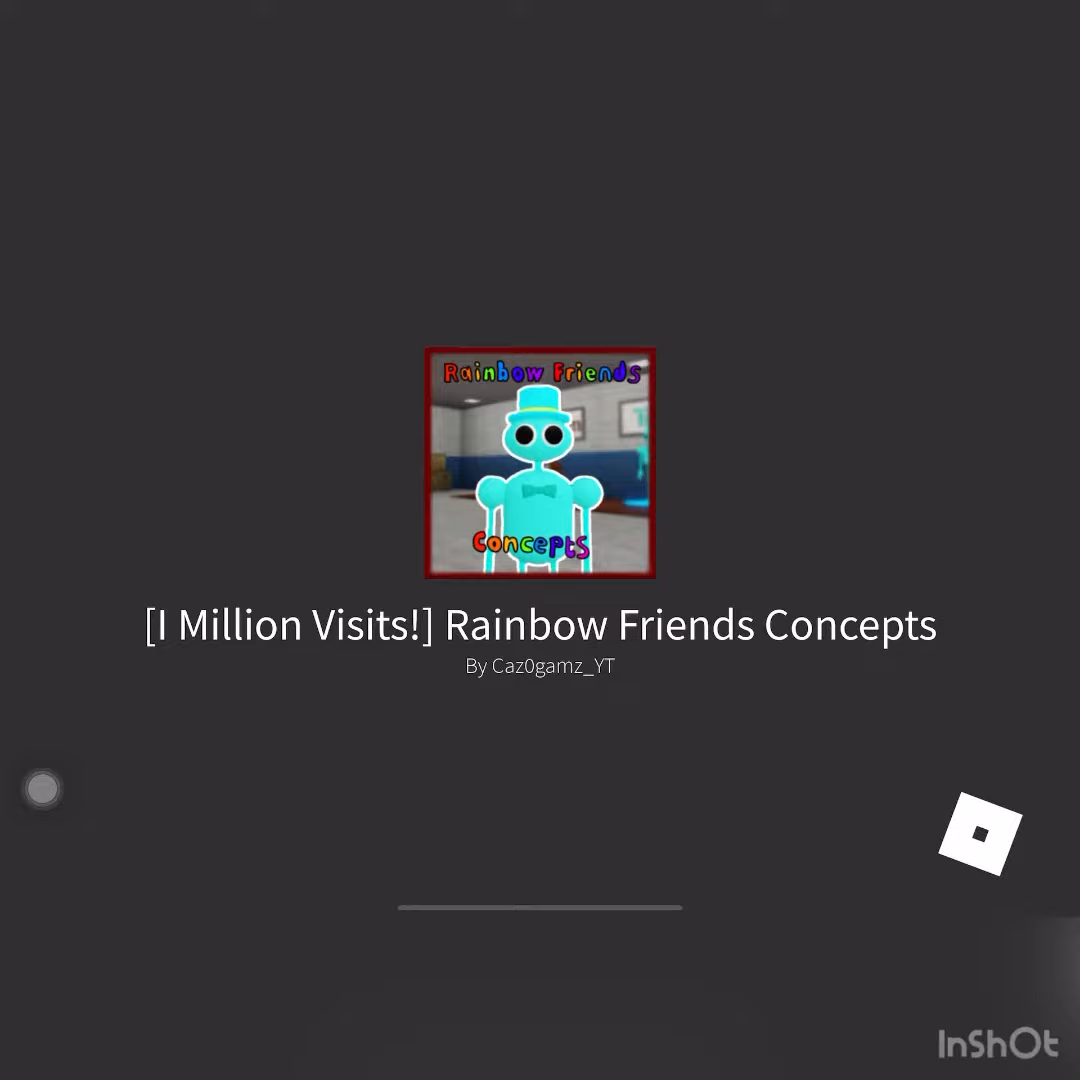 Rainbow Friends
Concepts
[I Million Visits!] Rainbow Friends Concepts
By Caz0gamz_YT
InShOt